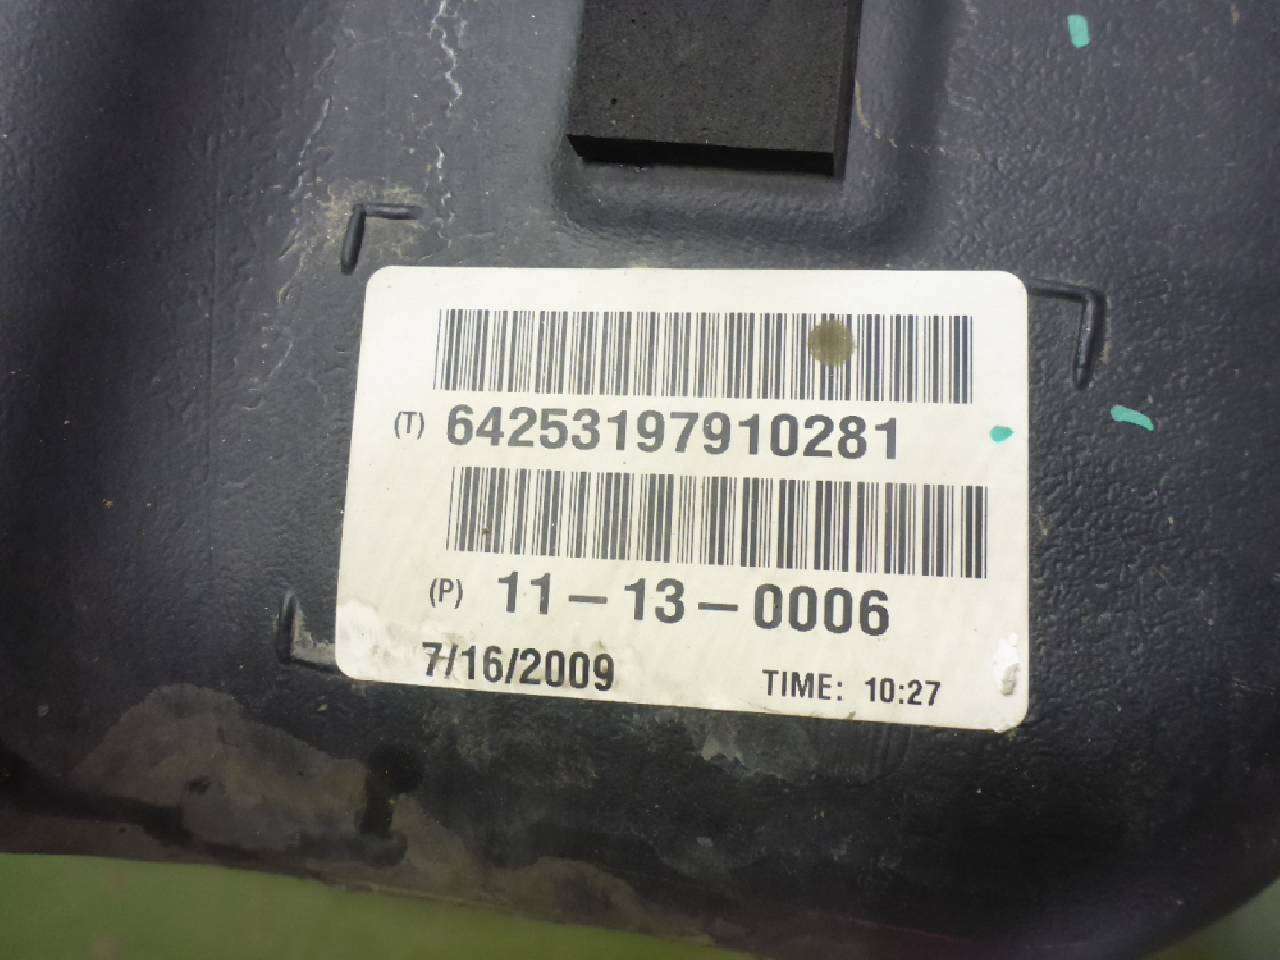 (T) 64253197910281
(P) 11-13-0006
7/16/2009 TIME: 10:27